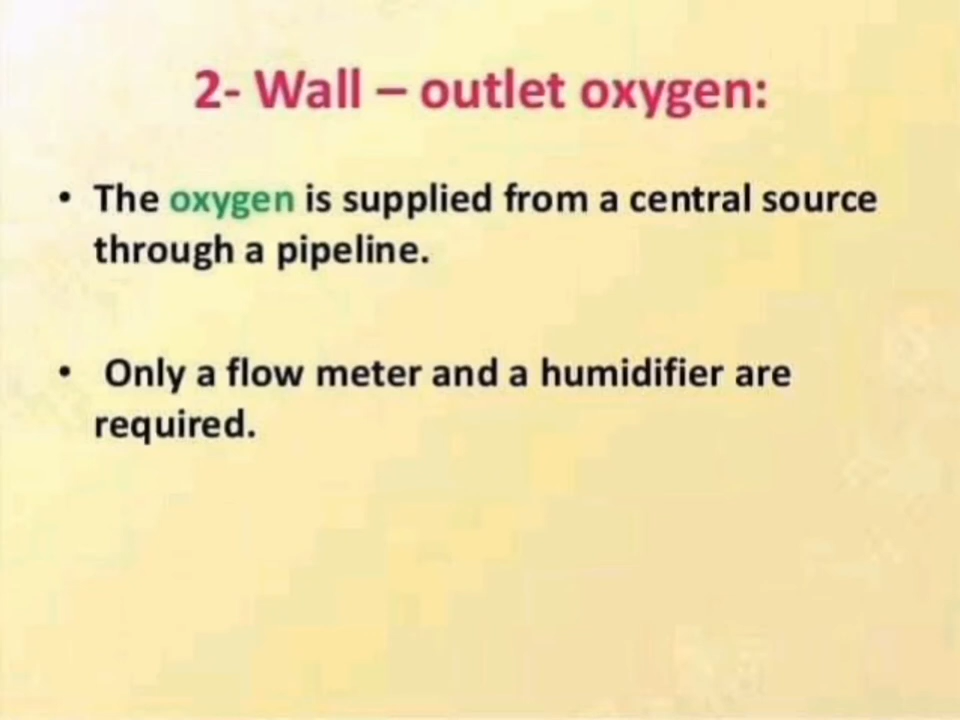 2- Wall – outlet oxygen:
• The oxygen is supplied from a central source
through a pipeline.
• Only a flow meter and a humidifier are
required.